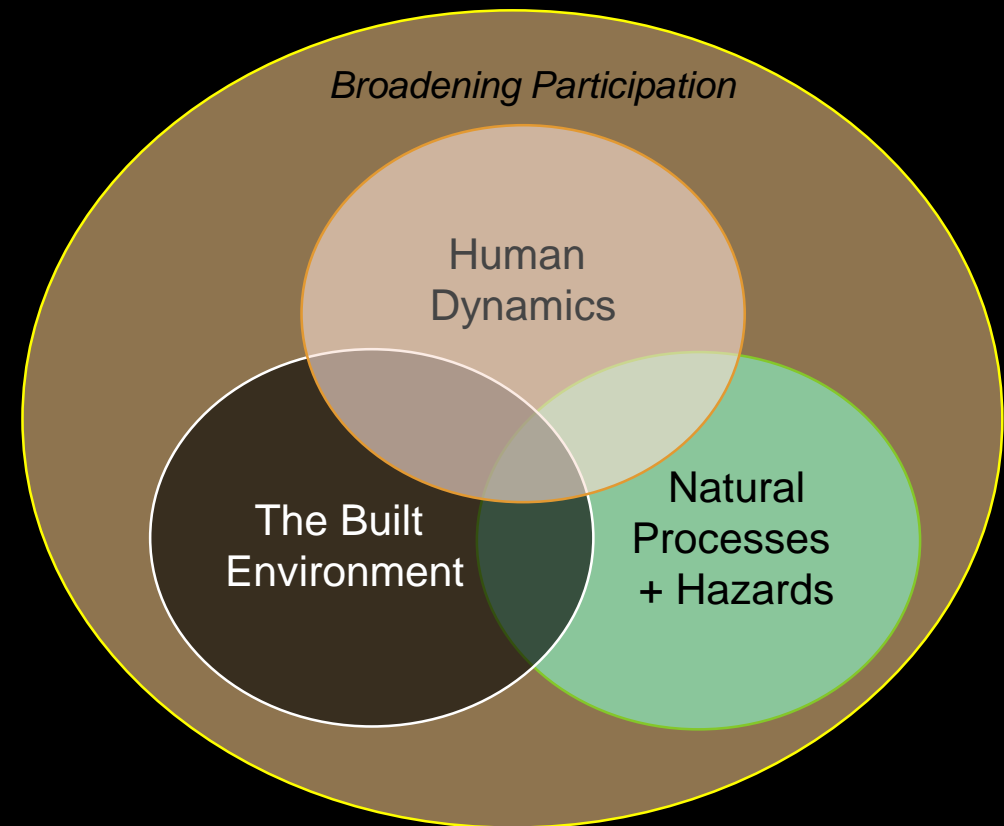 Broadening Participation
Human
Dynamics
The Built
Environment
Natural
Processes
+ Hazards